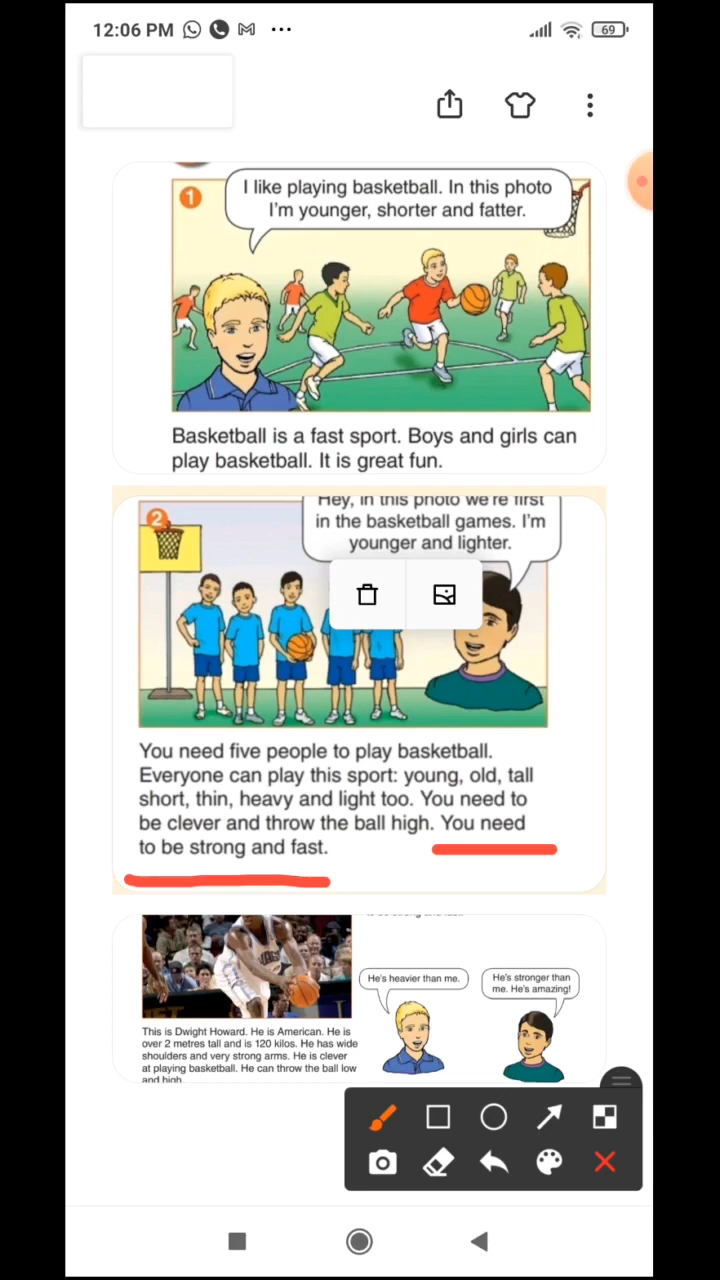 12:06 PM
69
1
I like playing basketball. In this photo
I'm younger, shorter and fatter.
Basketball is a fast sport. Boys and girls can
play basketball. It is great fun.
2
Hey, in this photo we're first
in the basketball games. I'm
younger and lighter.
You need five people to play basketball.
Everyone can play this sport: young, old, tall
short, thin, heavy and light too. You need to
be clever and throw the ball high. You need
to be strong and fast.
He's heavier than me.
He's stronger than
me. He's amazing!
This is Dwight Howard. He is American. He is
over 2 metres tall and is 120 kilos. He has wide
shoulders and very strong arms. He is clever
at playing basketball. He can throw the ball low
and high